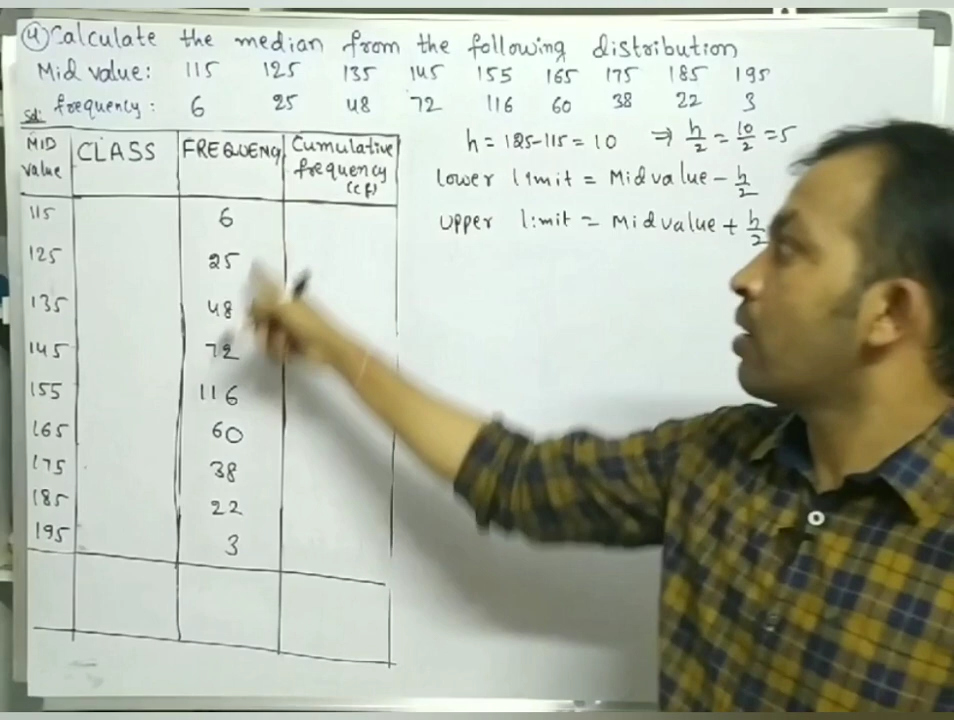 ④ Calculate the median from the following distribution
Mid value: 115 125 135 145 155 165 175 185 195
Sol: frequency: 6 25 48 72 116 60 38 22 3
MID value CLASS FREQUENCY Cumulative frequency (cf)
h = 125-115 = 10 ⇒ h/2 = 10/2 = 5
lower limit = Mid value - h/2
upper limit = Mid value + h/2
115 6
125 25
135 48
145 72
155 116
165 60
175 38
185 22
195 3